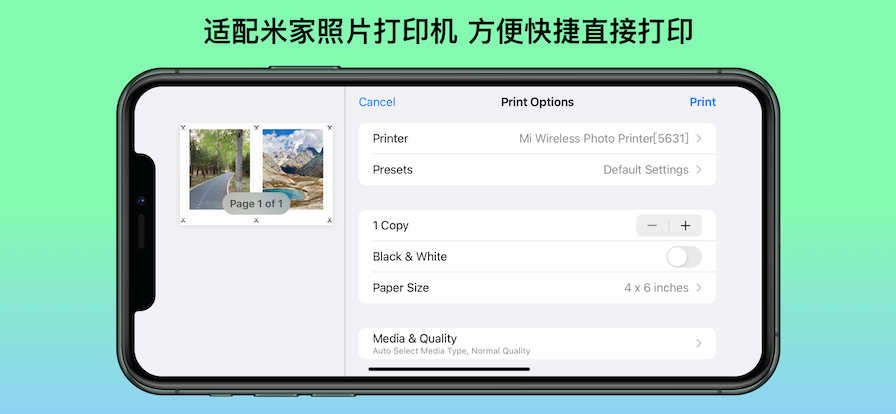 适配米家照片打印机 方便快捷直接打印
Cancel
Print Options
Print
Page 1 of 1
Printer
Mi Wireless Photo Printer[5631]
Presets
Default Settings
1 Copy
Black & White
Paper Size
4 x 6 inches
Media & Quality
Auto Select Media Type, Normal Quality